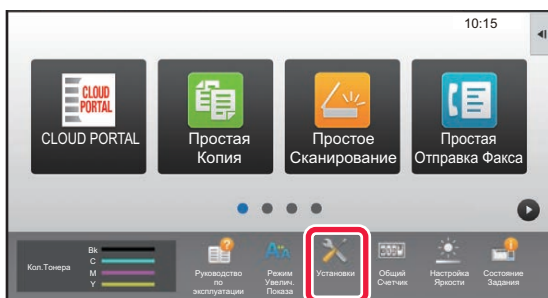 10:15
CLOUD
PORTAL
CLOUD PORTAL
Простая
Копия
Простое
Сканирование
Простая
Отправка Факса
Кол.Тонера
Bk
C
M
Y
Руководство
по
эксплуатации
Режим
Увелич.
Показа
Установки
Общий
Счетчик
Настройка
Яркости
Состояние
Задания